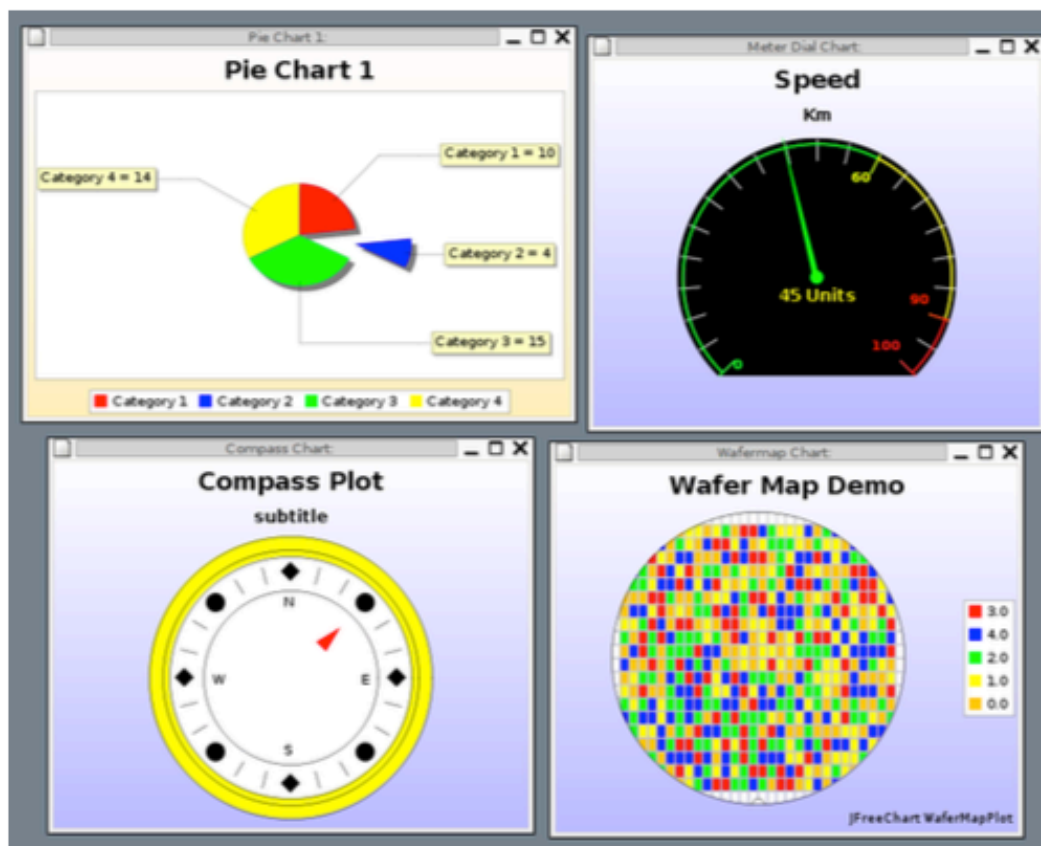 Pie Chart 1:
Pie Chart 1
Category 1 = 10
Category 4 = 14
Category 2 = 4
Category 3 = 15
Category 1 Category 2 Category 3 Category 4
Meter Dial Chart:
Speed
Km
60
45 Units
90
100
0
Compass Chart:
Compass Plot
subtitle
N
W E
S
Wafermap Chart:
Wafer Map Demo
3.0
4.0
2.0
1.0
0.0
JFreeChart WaferMapPlot